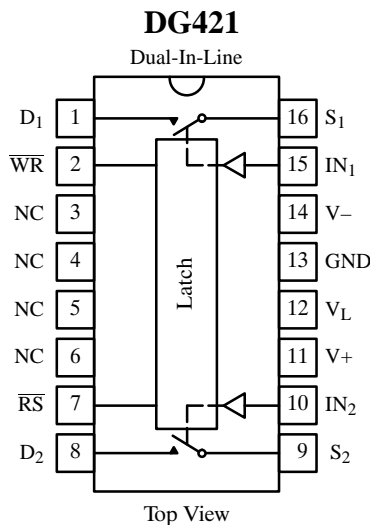 DG421
Dual-In-Line
D1 1 16 S1
WR 2 15 IN1
NC 3 14 V–
NC 4 13 GND
NC 5 12 VL
NC 6 11 V+
RS 7 10 IN2
D2 8 9 S2
Latch
Top View